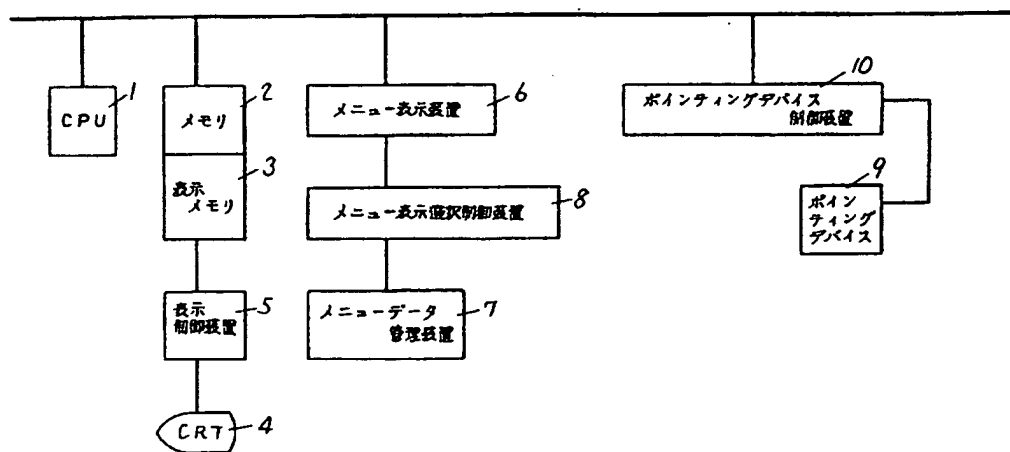 1
CPU
2
メモリ
3
表示
メモリ
5
表示
制御装置
CRT
4
6
メニュー表示装置
8
メニュー表示選択制御装置
7
メニューデータ
管理装置
10
ポインティングデバイス
制御装置
9
ポイン
ティング
デバイス